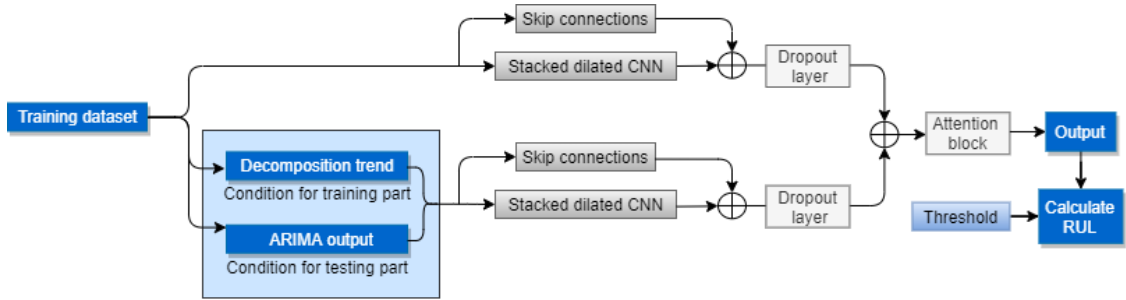 Skip connections
Stacked dilated CNN
Dropout
layer
Training dataset
Decomposition trend
Condition for training part
ARIMA output
Condition for testing part
Skip connections
Stacked dilated CNN
Dropout
layer
Attention
block
Output
Threshold
Calculate
RUL